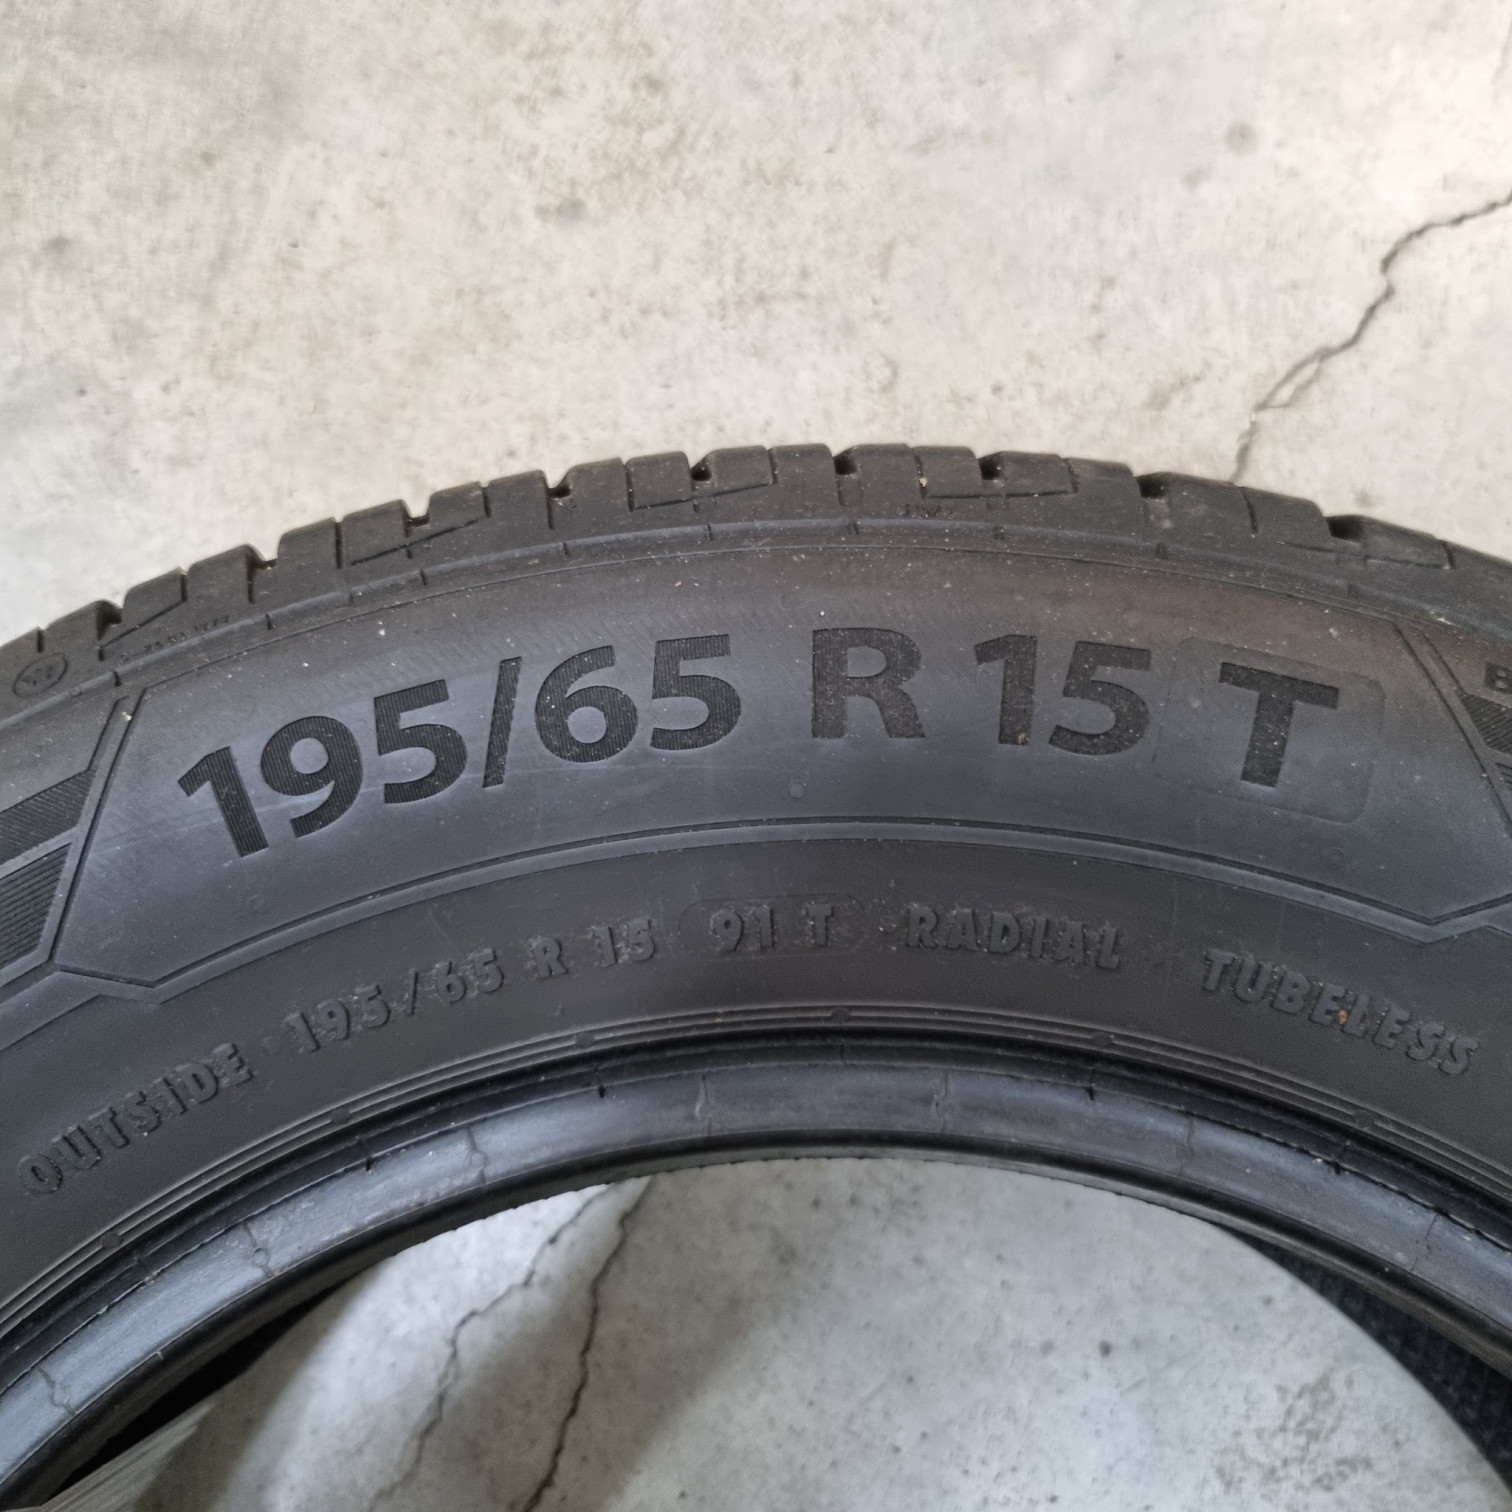 195/65 R 15 T
OUTSIDE 195/65 R 15 91 T RADIAL TUBELESS